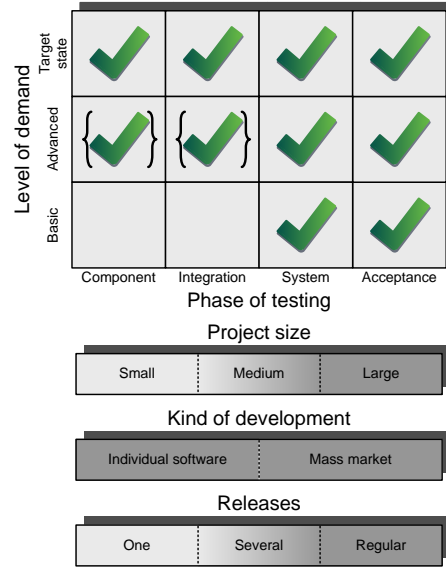 Level of demand
Target
state
Advanced
Basic
{ } { }
Component Integration System Acceptance
Phase of testing
Project size
Small Medium Large
Kind of development
Individual software Mass market
Releases
One Several Regular